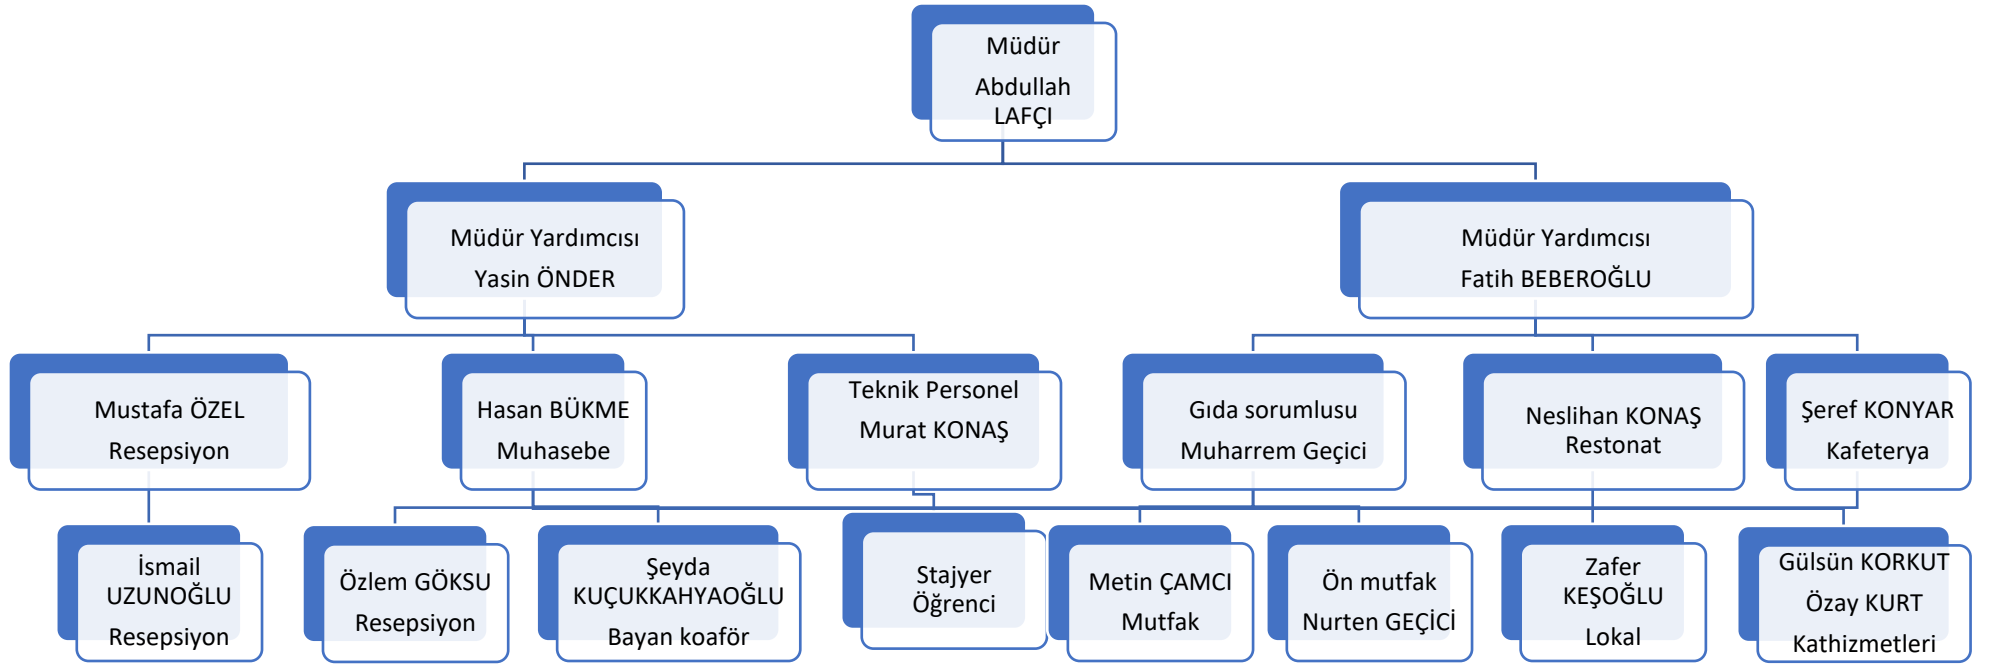 Müdür
Abdullah
LAFÇI
Müdür Yardımcısı
Yasin ÖNDER
Müdür Yardımcısı
Fatih BEBEROĞLU
Mustafa ÖZEL
Resepsiyon
Hasan BÜKME
Muhasebe
Teknik Personel
Murat KONAŞ
Gıda sorumlusu
Muharrem Geçici
Neslihan KONAŞ
Restonat
Şeref KONYAR
Kafeterya
İsmail
UZUNOĞLU
Resepsiyon
Özlem GÖKSU
Resepsiyon
Şeyda
KUÇUKKAHYAOĞLU
Bayan koaför
Stajyer
Öğrenci
Metin ÇAMCI
Mutfak
Ön mutfak
Nurten GEÇİCİ
Zafer
KEŞOĞLU
Lokal
Gülsün KORKUT
Özay KURT
Kathizmetleri